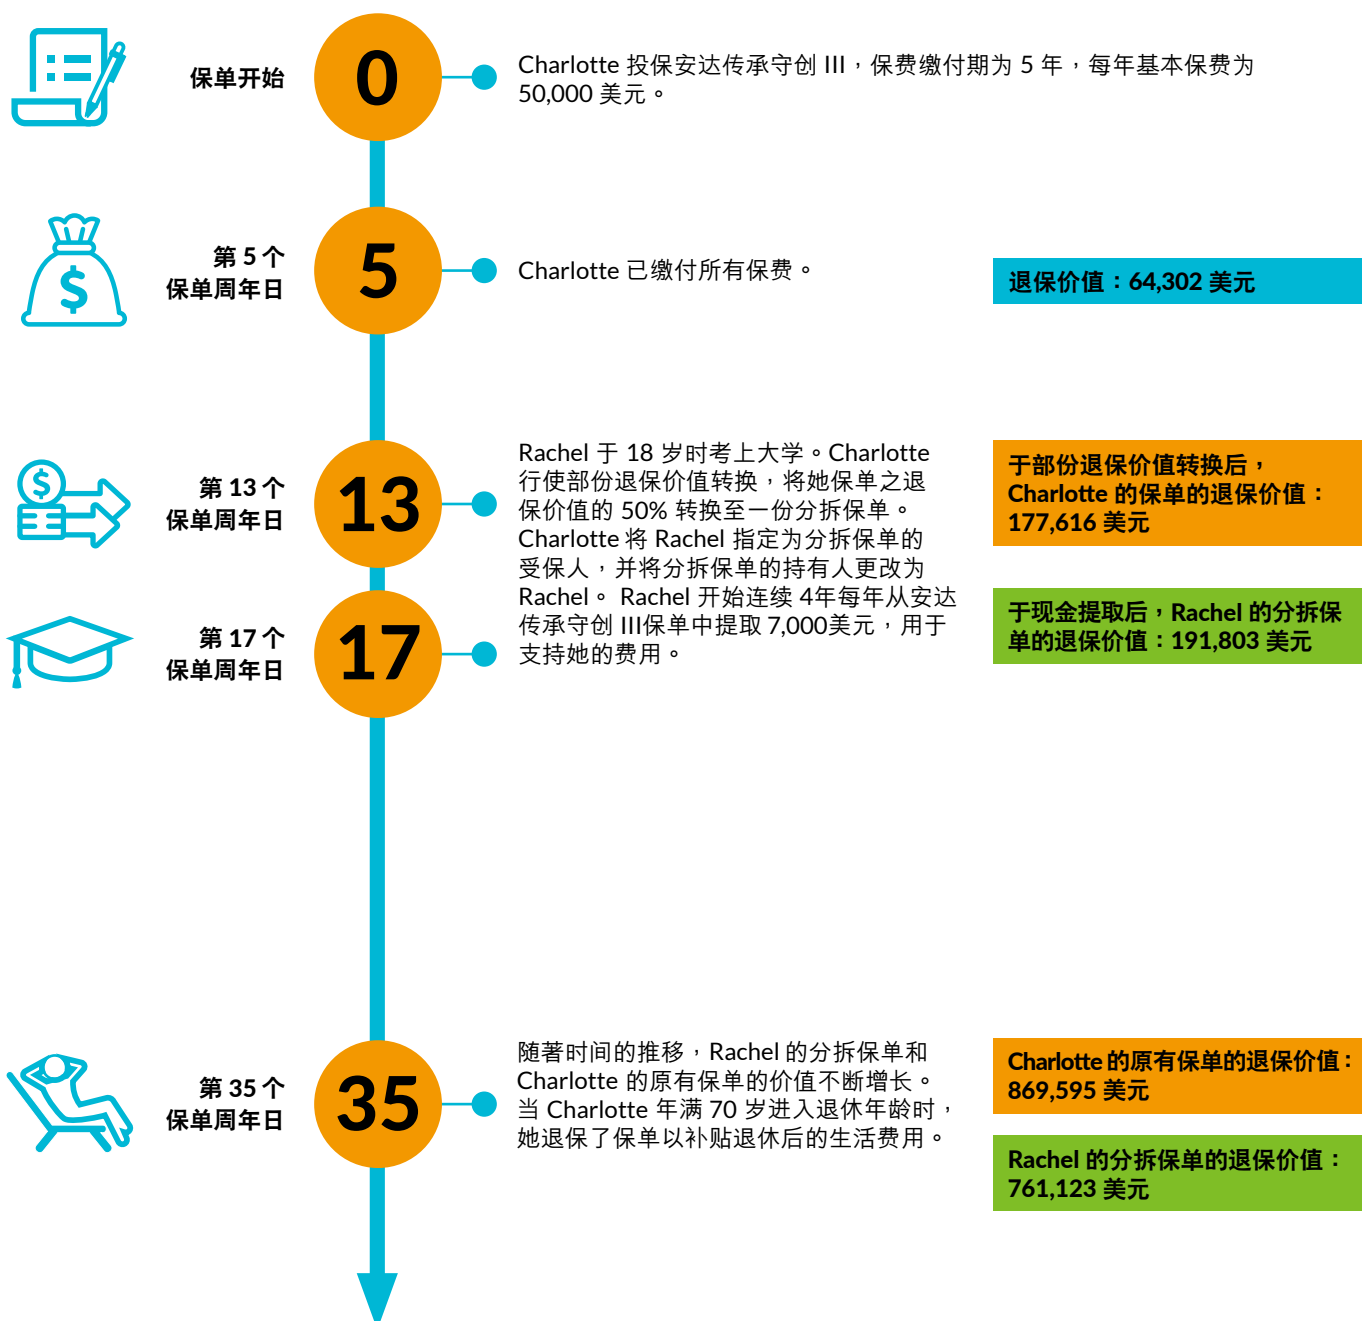 保单开始
0
Charlotte 投保安达传承守创 III，保费缴付期为 5 年，每年基本保费为
50,000 美元。
$
第 5 个
保单周年日
5
Charlotte 已缴付所有保费。
退保价值：64,302 美元
$
第 13 个
保单周年日
13
Rachel 于 18 岁时考上大学。Charlotte
行使部份退保价值转换，将她保单之退
保价值的 50% 转换至一份分拆保单。
Charlotte 将 Rachel 指定为分拆保单的
受保人，并将分拆保单的持有人更改为
Rachel。 Rachel 开始连续 4年每年从安达
传承守创 III保单中提取 7,000美元，用于
支持她的费用。
于部份退保价值转换后，
Charlotte 的保单的退保价值：
177,616 美元
第 17 个
保单周年日
17
于现金提取后，Rachel 的分拆保
单的退保价值：191,803 美元
第 35 个
保单周年日
35
随著时间的推移，Rachel 的分拆保单和
Charlotte 的原有保单的价值不断增长。
当 Charlotte 年满 70 岁进入退休年龄时，
她退保了保单以补贴退休后的生活费用。
Charlotte 的原有保单的退保价值：
869,595 美元
Rachel 的分拆保单的退保价值：
761,123 美元